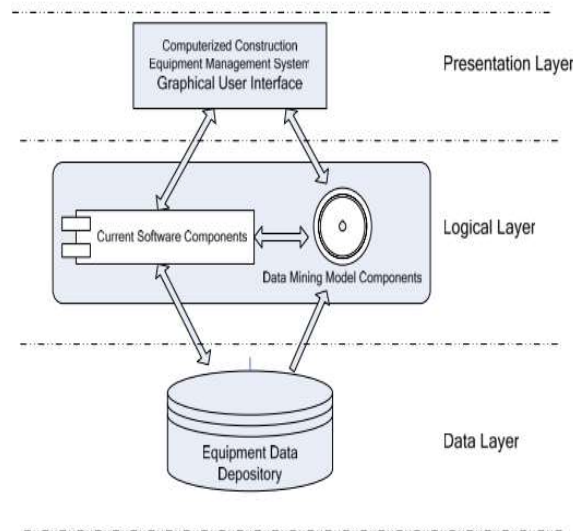 Computerized Construction
Equipment Management System
Graphical User Interface
Presentation Layer
Current Software Components
Data Mining Model Components
Logical Layer
Equipment Data
Depository
Data Layer